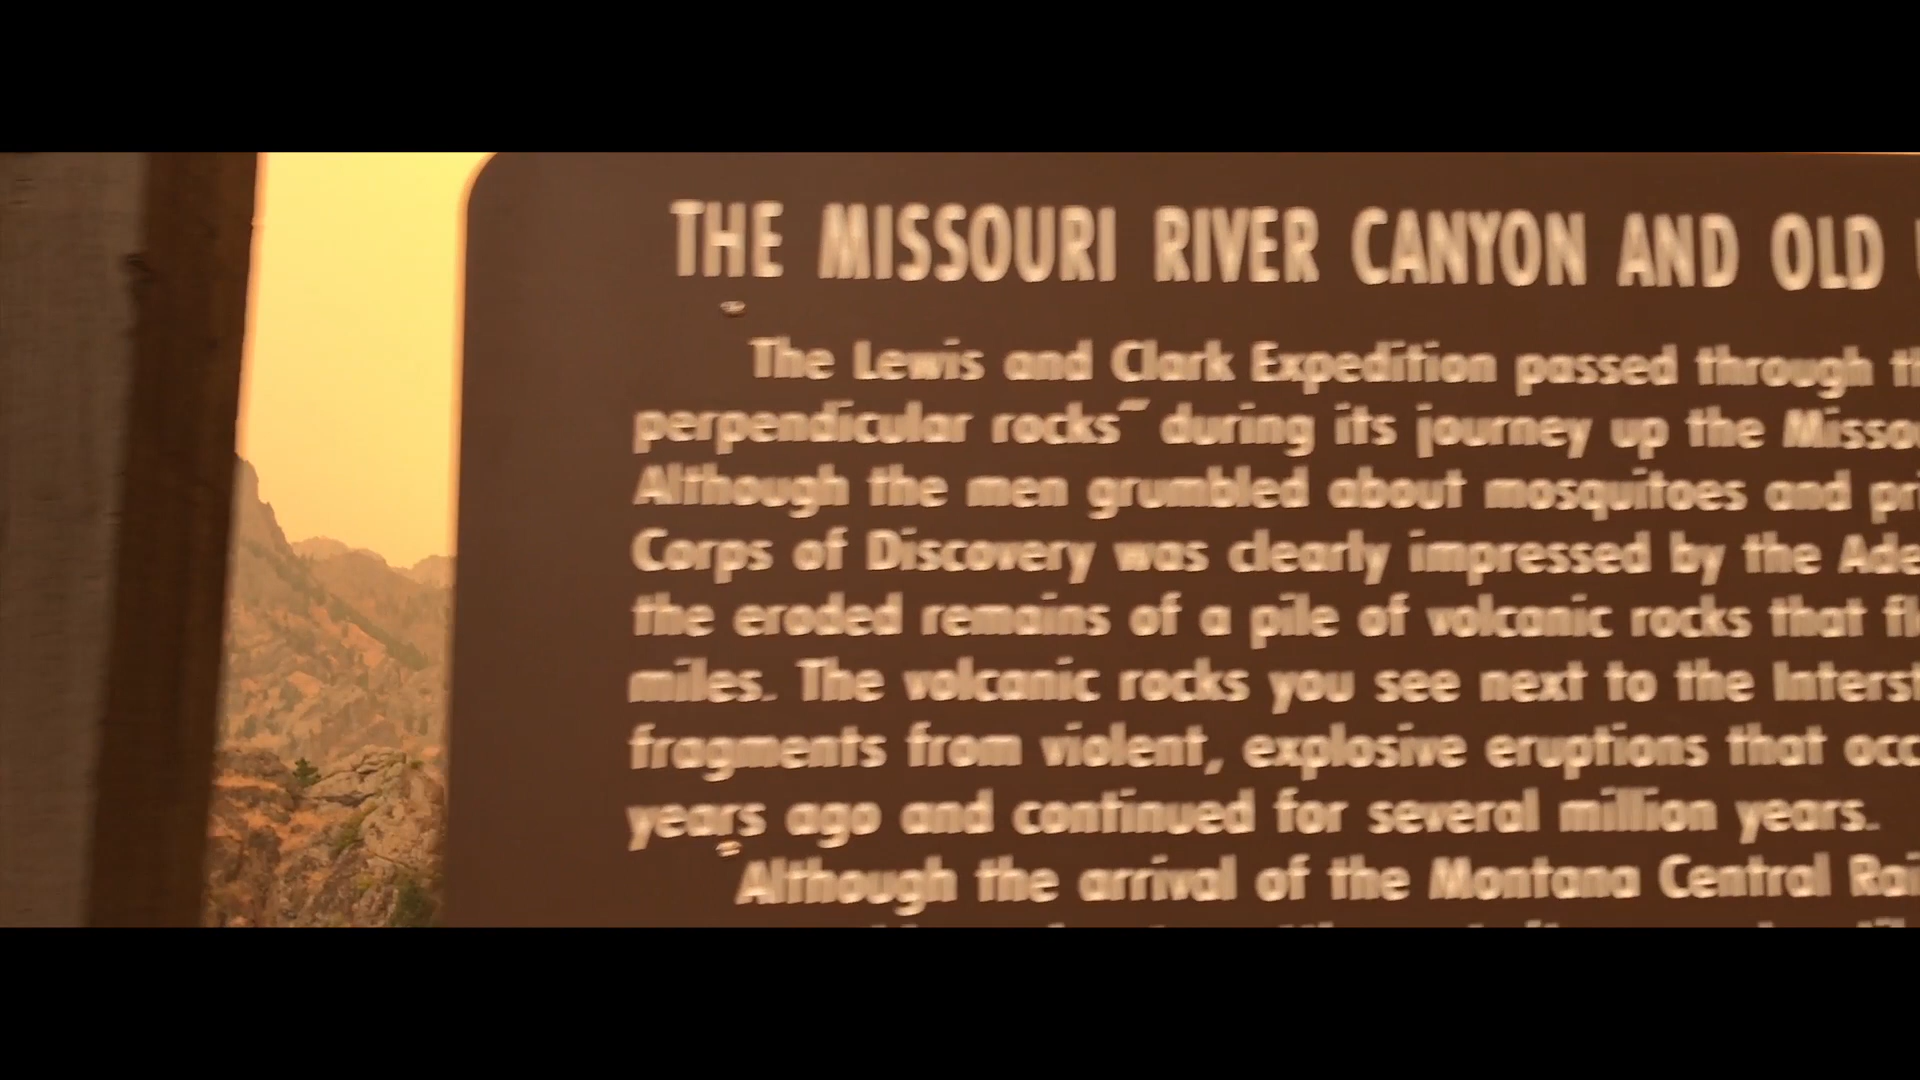 THE MISSOURI RIVER CANYON AND OLD
The Lewis and Clark Expedition passed through
perpendicular rocks” during its journey up the
Although the men grumbled about mosquitoes and
Corps of Discovery was clearly impressed by the
the eroded remains of a pile of volcanic rocks that
miles. The volcanic rocks you see next to the
fragments from violent, explosive eruptions that
years ago and continued for several million years.
Although the arrival of the Montana Central